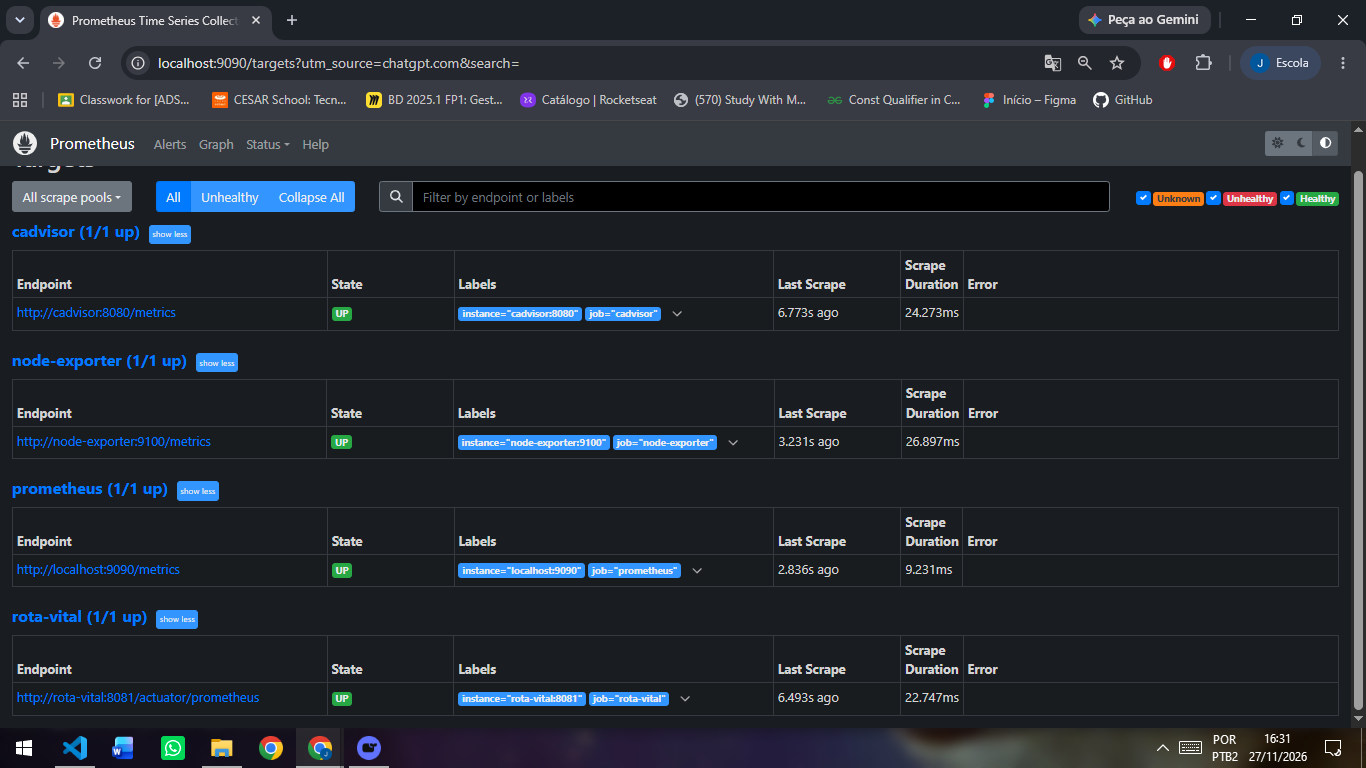 Prometheus Time Series Collect
Peça ao Gemini
localhost:9090/targets?utm_source=chatgpt.com&search=
J Escola
Classwork for [ADS...
CESAR School: Tecn...
BD 2025.1 FP1: Gest...
Catálogo | Rocketseat
(570) Study With M...
Const Qualifier in C...
Início – Figma
GitHub
Prometheus Alerts Graph Status Help
Targets
All scrape pools All Unhealthy Collapse All Filter by endpoint or labels Unknown Unhealthy Healthy
cadvisor (1/1 up) show less
Endpoint State Labels Last Scrape Scrape Duration Error
http://cadvisor:8080/metrics UP instance="cadvisor:8080" job="cadvisor" 6.773s ago 24.273ms
node-exporter (1/1 up) show less
Endpoint State Labels Last Scrape Scrape Duration Error
http://node-exporter:9100/metrics UP instance="node-exporter:9100" job="node-exporter" 3.231s ago 26.897ms
prometheus (1/1 up) show less
Endpoint State Labels Last Scrape Scrape Duration Error
http://localhost:9090/metrics UP instance="localhost:9090" job="prometheus" 2.836s ago 9.231ms
rota-vital (1/1 up) show less
Endpoint State Labels Last Scrape Scrape Duration Error
http://rota-vital:8081/actuator/prometheus UP instance="rota-vital:8081" job="rota-vital" 6.493s ago 22.747ms
POR 16:31
PTB2 27/11/2026